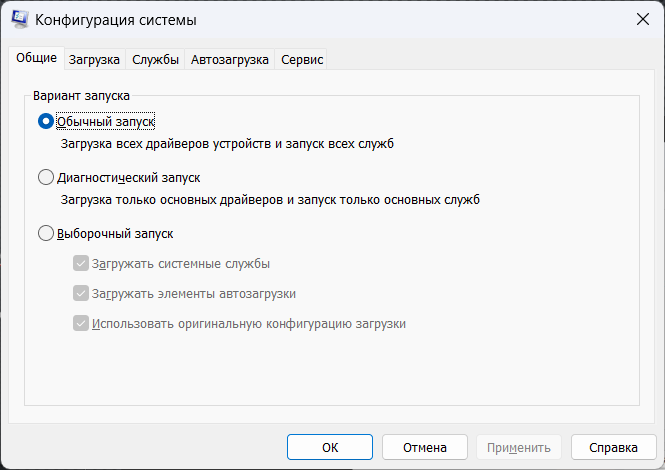 Конфигурация системы
Общие Загрузка Службы Автозагрузка Сервис
Вариант запуска
Обычный запуск
Загрузка всех драйверов устройств и запуск всех служб
Диагностический запуск
Загрузка только основных драйверов и запуск только основных служб
Выборочный запуск
Загружать системные службы
Загружать элементы автозагрузки
Использовать оригинальную конфигурацию загрузки
ОК Отмена Применить Справка